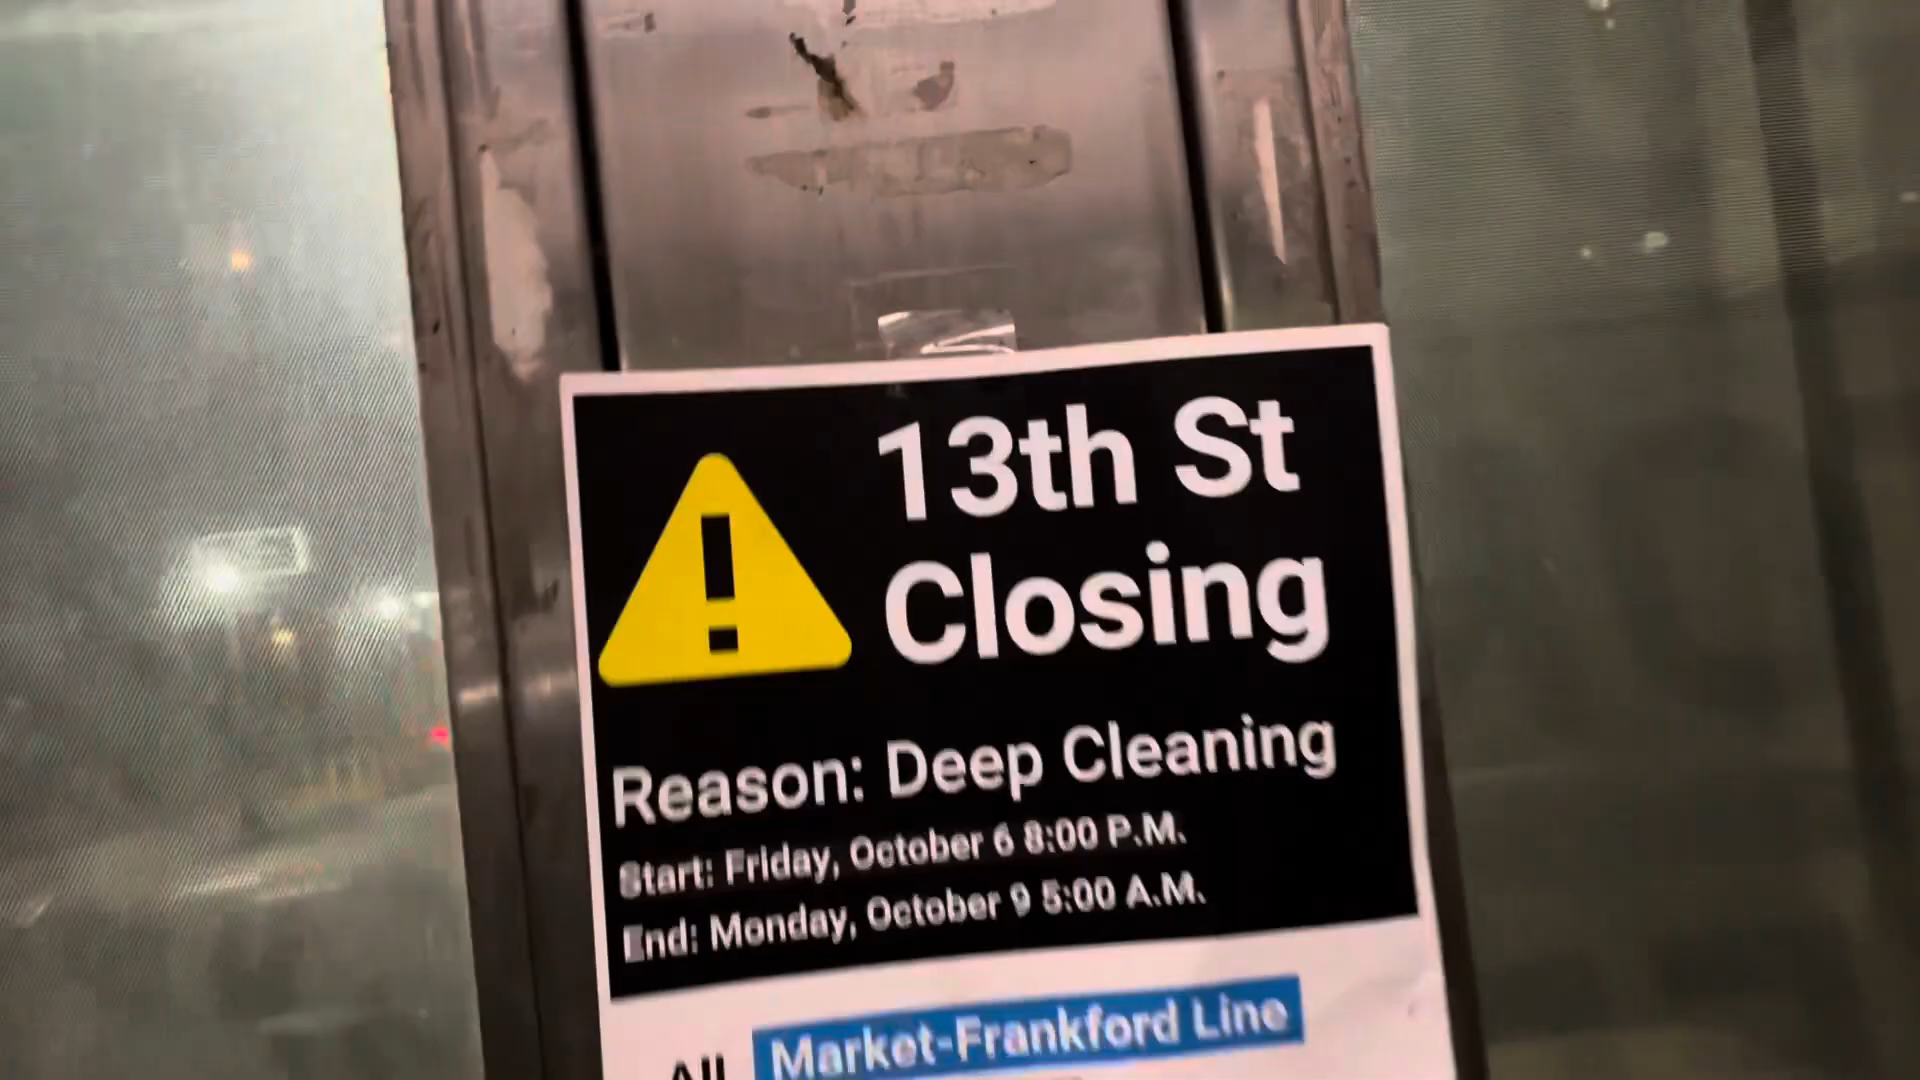 13th St
Closing
Reason: Deep Cleaning
Start: Friday, October 6 8:00 P.M.
End: Monday, October 9 5:00 A.M.
All Market-Frankford Line